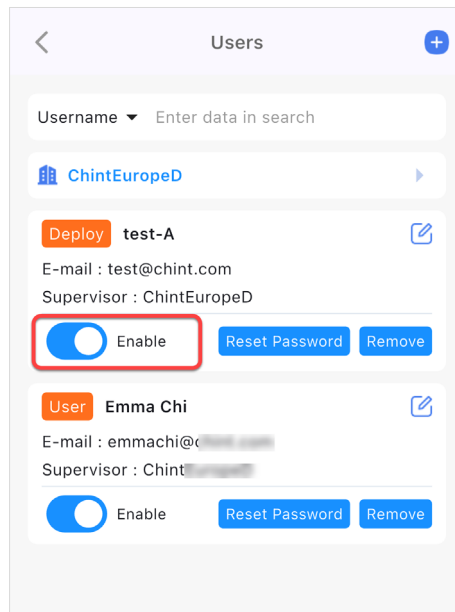 Users
Username Enter data in search
ChintEuropeD
Deploy test-A
E-mail : test@chint.com
Supervisor : ChintEuropeD
Enable Reset Password Remove
User Emma Chi
E-mail : emmachi@
Supervisor : Chint
Enable Reset Password Remove